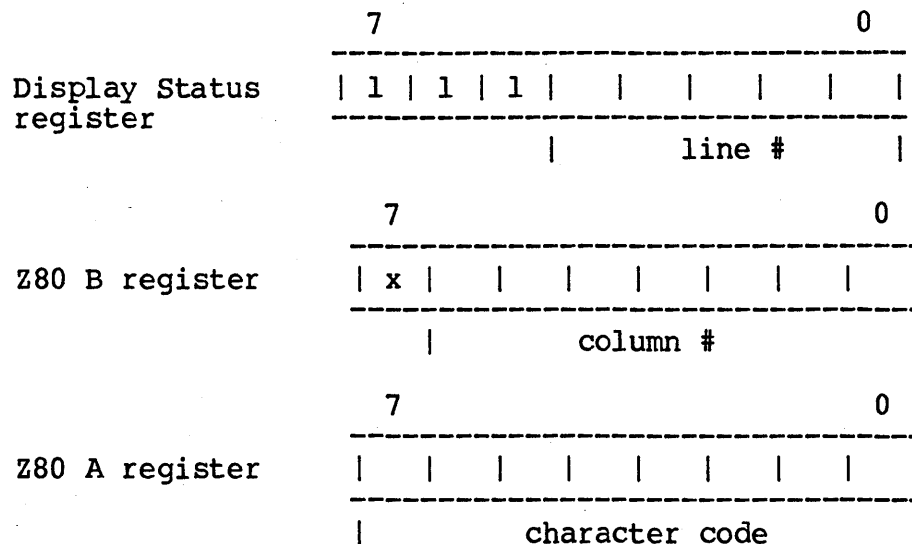 7 0
Display Status | 1 | 1 | 1 | | | | | |
register
| line # |
7 0
Z80 B register | x | | | | | | |
| column #
7 0
Z80 A register | | | | | | | |
| character code